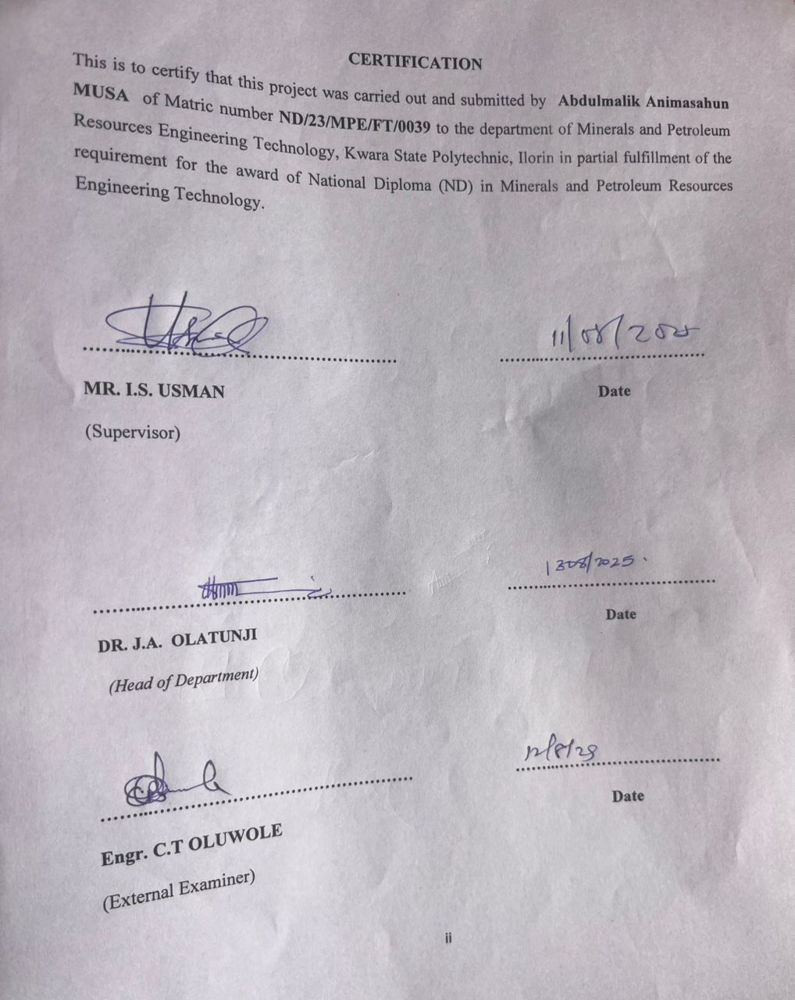 CERTIFICATION
This is to certify that this project was carried out and submitted by Abdulmalik Animasahun
MUSA of Matric number ND/23/MPE/FT/0039 to the department of Minerals and Petroleum
Resources Engineering Technology, Kwara State Polytechnic, Ilorin in partial fulfillment of the
requirement for the award of National Diploma (ND) in Minerals and Petroleum Resources
Engineering Technology.
11/08/2025
MR. I.S. USMAN Date
(Supervisor)
1308/2025.
DR. J.A. OLATUNJI Date
(Head of Department)
12/8/25
Engr. C.T OLUWOLE Date
(External Examiner)
ii